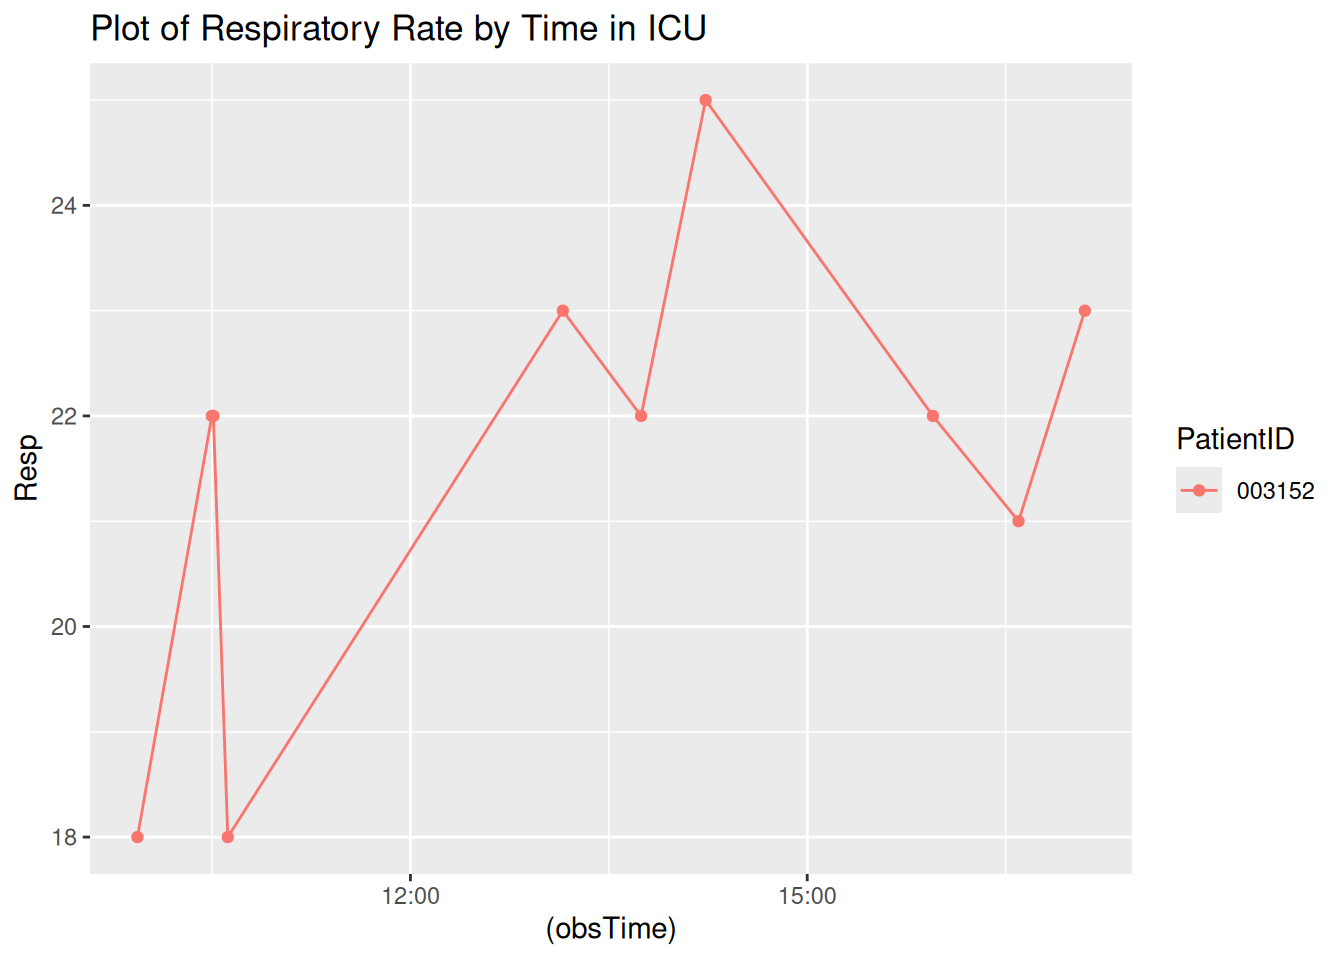 Plot of Respiratory Rate by Time in ICU
24
22
20
18
Resp
12:00
15:00
(obsTime)
PatientID
003152